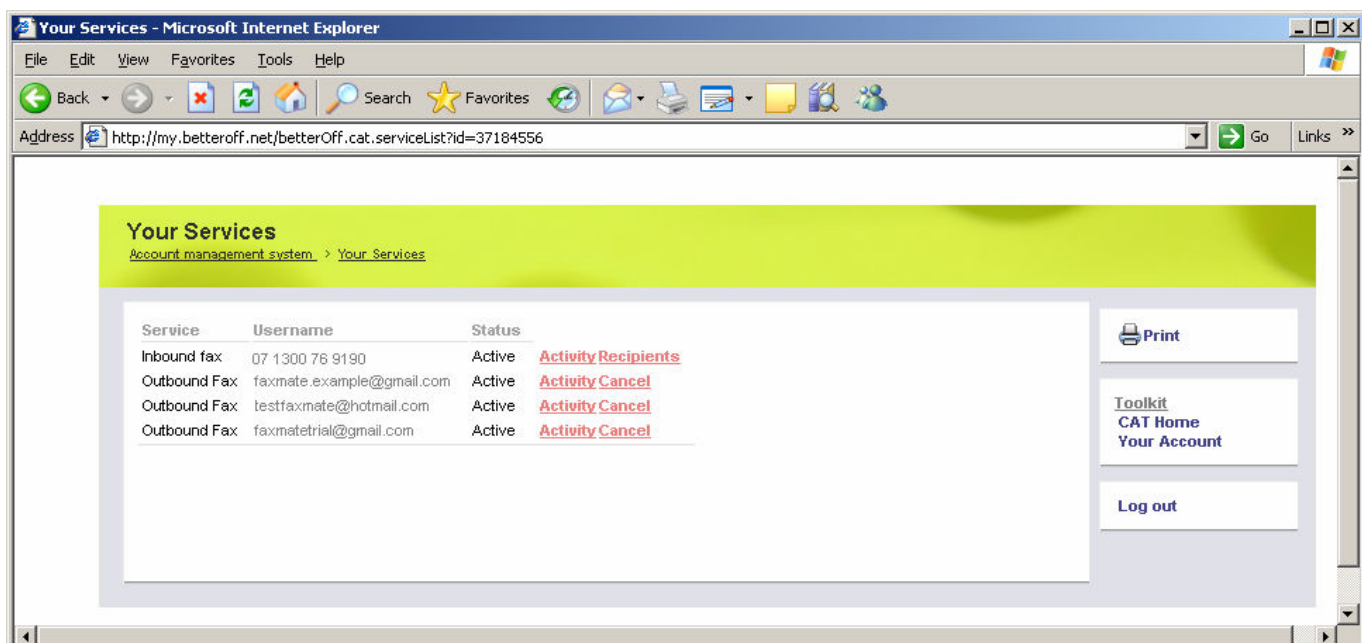 Your Services - Microsoft Internet Explorer
File Edit View Favorites Tools Help
Back Search Favorites
Address http://my.betteroff.net/betterOff.cat.serviceList?id=37184556 Go Links »
Your Services
Account management system > Your Services
Service Username Status
Inbound fax 07 1300 76 9190 Active Activity Recipients
Outbound Fax faxmate.example@gmail.com Active Activity Cancel
Outbound Fax testfaxmate@hotmail.com Active Activity Cancel
Outbound Fax faxmatetrial@gmail.com Active Activity Cancel
Print
Toolkit
CAT Home
Your Account
Log out